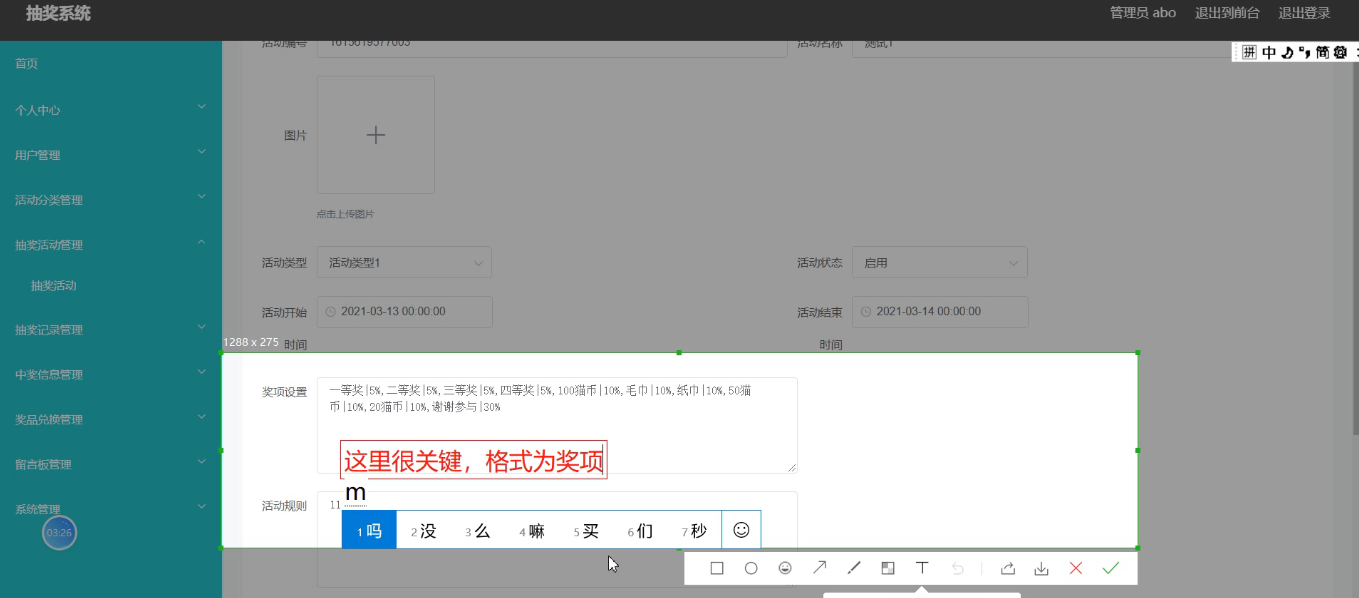 抽奖系统
管理员 abo 退出到前台 退出登录
拼 中 简
首页
个人中心
用户管理
活动分类管理
抽奖活动管理
抽奖活动
抽奖记录管理
中奖信息管理
奖品兑换管理
留言板管理
系统管理
03:26
活动编号 1615619577003 活动名称 测试1
图片
点击上传图片
活动类型 活动类型1 活动状态 启用
活动开始 2021-03-13 00:00:00 活动结束 2021-03-14 00:00:00
1288 x 275 时间 时间
奖项设置 一等奖|5%,二等奖|5%,三等奖|5%,四等奖|5%,100猫币|10%,毛巾|10%,纸巾|10%,50猫
币|10%,20猫币|10%,谢谢参与|30%
这里很关键，格式为奖项
m
活动规则 11
1 吗 2 没 3 么 4 嘛 5 买 6 们 7 秒
T